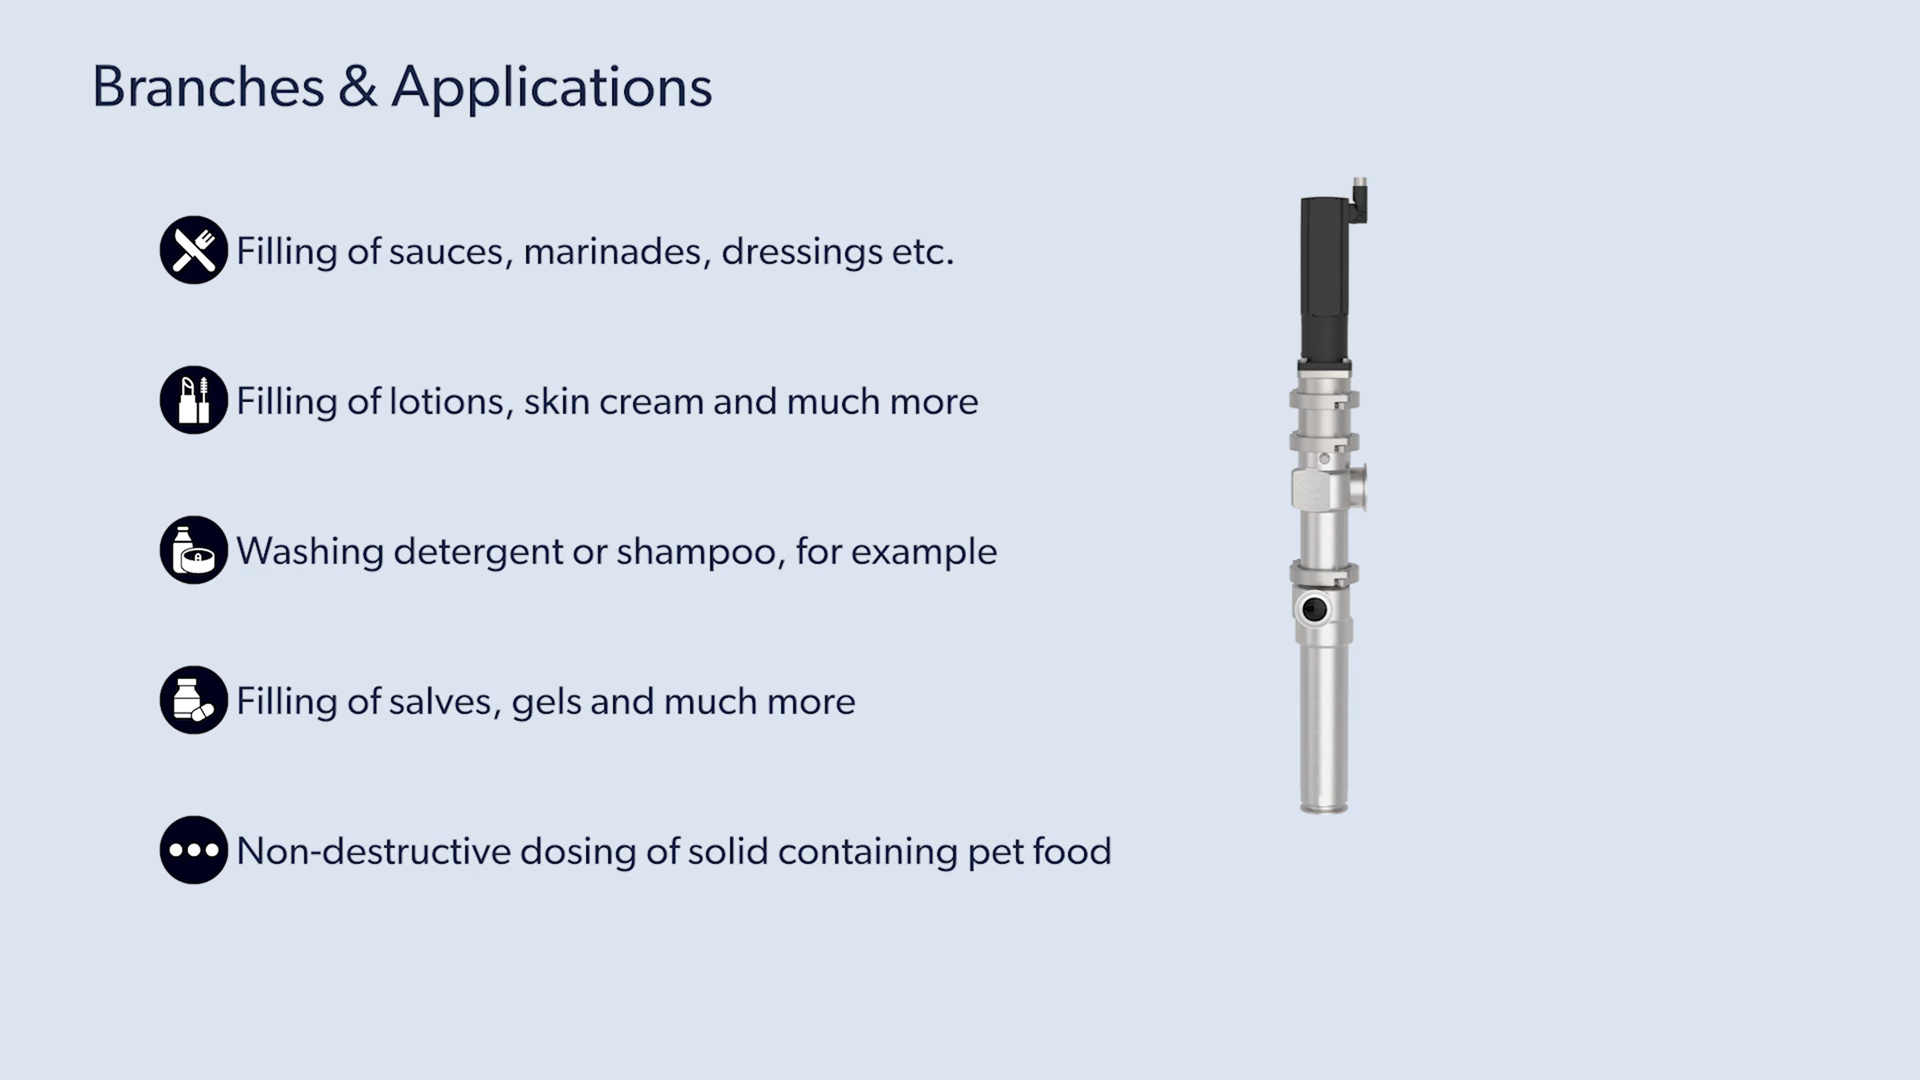 Branches & Applications
Filling of sauces, marinades, dressings etc.
Filling of lotions, skin cream and much more
Washing detergent or shampoo, for example
Filling of salves, gels and much more
Non-destructive dosing of solid containing pet food